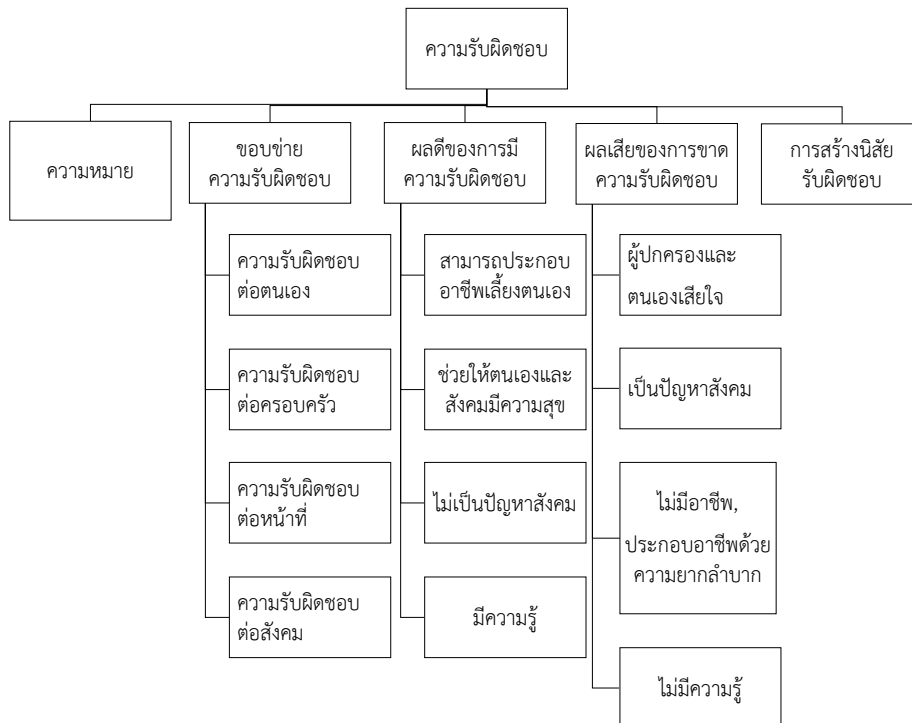 ความรับผิดชอบ
ความหมาย
ขอบข่าย
ความรับผิดชอบ
ความรับผิดชอบ
ต่อตนเอง
ความรับผิดชอบ
ต่อครอบครัว
ความรับผิดชอบ
ต่อหน้าที่
ความรับผิดชอบ
ต่อสังคม
ผลดีของการมี
ความรับผิดชอบ
สามารถประกอบ
อาชีพเลี้ยงตนเอง
ช่วยให้ตนเองและ
สังคมมีความสุข
ไม่เป็นปัญหาสังคม
มีความรู้
ผลเสียของการขาด
ความรับผิดชอบ
ผู้ปกครองและ
ตนเองเสียใจ
เป็นปัญหาสังคม
ไม่มีอาชีพ,
ประกอบอาชีพด้วย
ความยากลำบาก
ไม่มีความรู้
การสร้างนิสัย
รับผิดชอบ